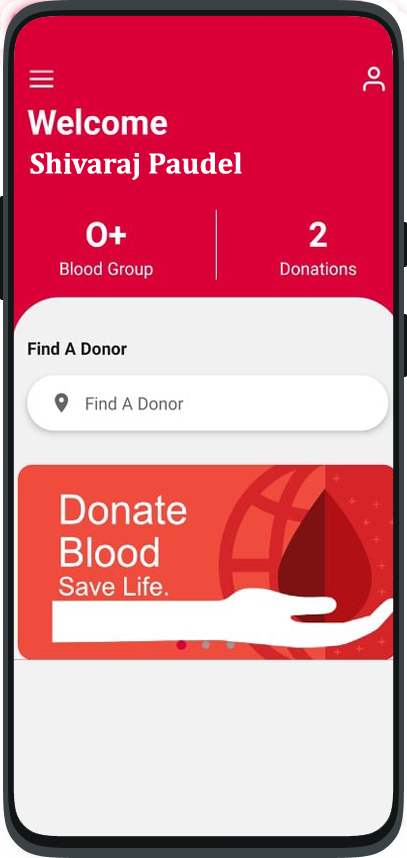 Welcome
Shivaraj Paudel
O+
2
Blood Group
Donations
Find A Donor
Find A Donor
Donate
Blood
Save Life.